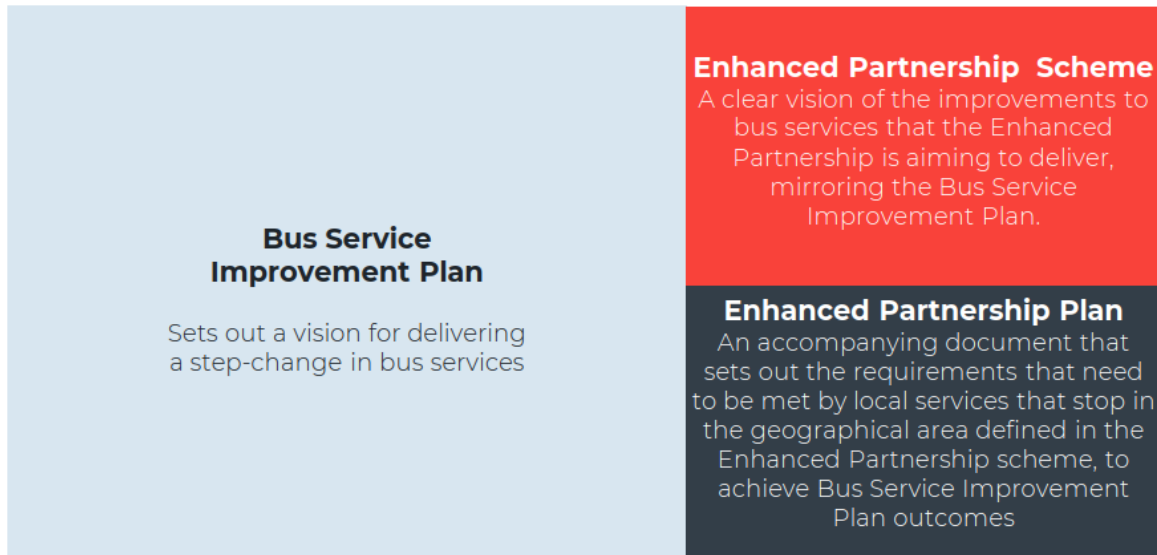 Bus Service
Improvement Plan
Sets out a vision for delivering
a step-change in bus services
Enhanced Partnership Scheme
A clear vision of the improvements to
bus services that the Enhanced
Partnership is aiming to deliver,
mirroring the Bus Service
Improvement Plan.
Enhanced Partnership Plan
An accompanying document that
sets out the requirements that need
to be met by local services that stop in
the geographical area defined in the
Enhanced Partnership scheme, to
achieve Bus Service Improvement
Plan outcomes